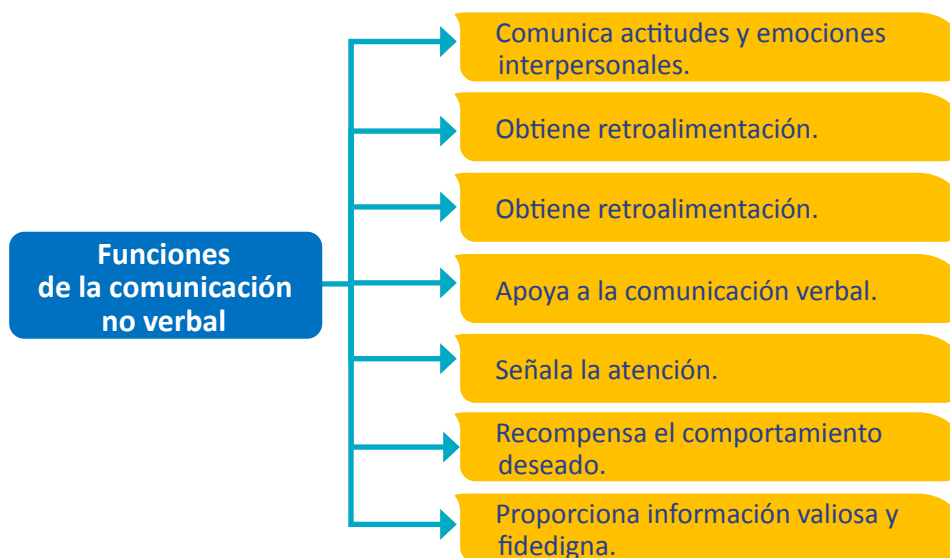 Funciones
de la comunicación
no verbal
Comunica actitudes y emociones
interpersonales.
Obtiene retroalimentación.
Obtiene retroalimentación.
Apoya a la comunicación verbal.
Señala la atención.
Recompensa el comportamiento
deseado.
Proporciona información valiosa y
fidedigna.